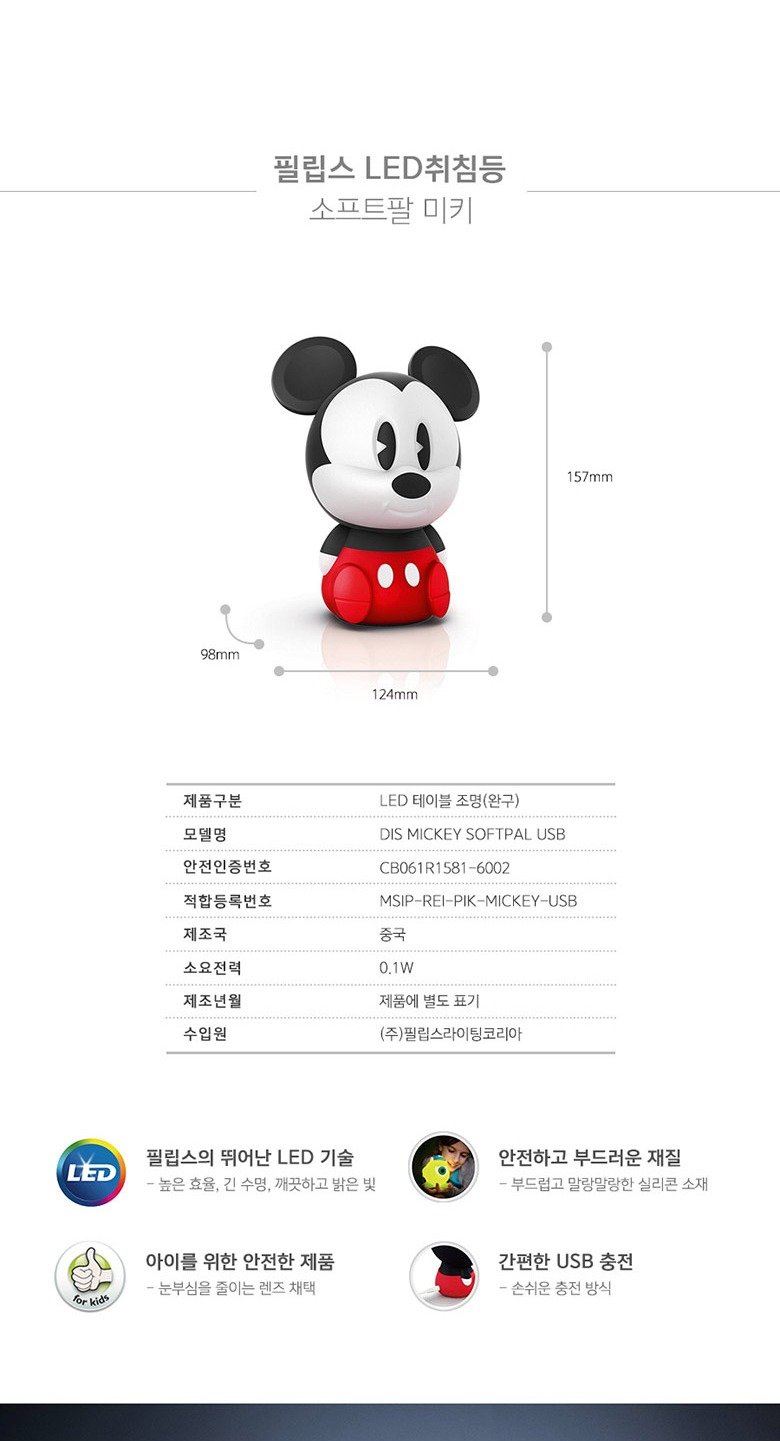 필립스 LED취침등
소프트팔 미키
157mm
98mm
124mm
제품구분 LED 테이블 조명(완구)
모델명 DIS MICKEY SOFTPAL USB
안전인증번호 CB061R1581-6002
적합등록번호 MSIP-REI-PIK-MICKEY-USB
제조국 중국
소요전력 0.1W
제조년월 제품에 별도 표기
수입원 (주)필립스라이팅코리아
LED
필립스의 뛰어난 LED 기술
- 높은 효율, 긴 수명, 깨끗하고 밝은 빛
안전하고 부드러운 재질
- 부드럽고 말랑말랑한 실리콘 소재
for kids
아이를 위한 안전한 제품
- 눈부심을 줄이는 렌즈 채택
간편한 USB 충전
- 손쉬운 충전 방식